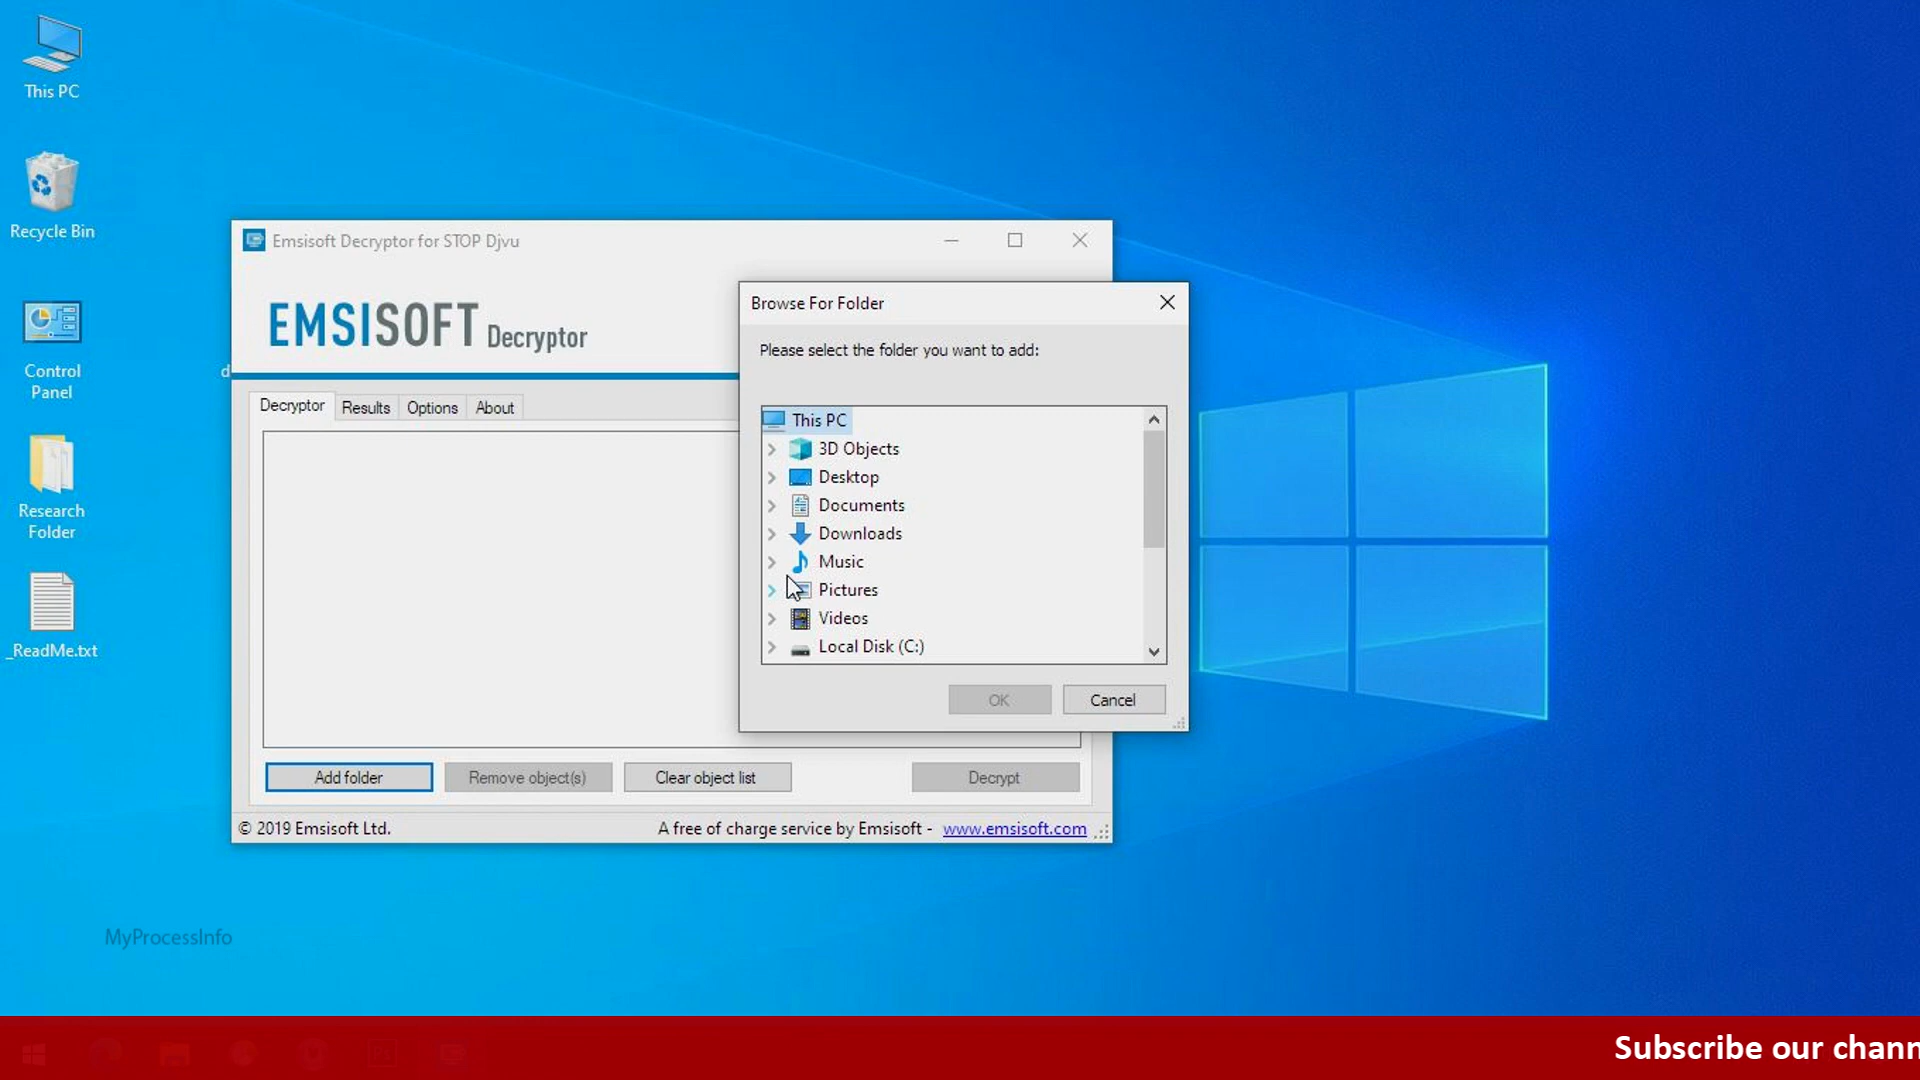 This PC
Recycle Bin
Control
Panel
Research
Folder
_ReadMe.txt
d
Emsisoft Decryptor for STOP Djvu
EMSISOFT Decryptor
Decryptor
Results
Options
About
Browse For Folder
Please select the folder you want to add:
This PC
3D Objects
Desktop
Documents
Downloads
Music
Pictures
Videos
Local Disk (C:)
OK
Cancel
Add folder
Remove object(s)
Clear object list
Decrypt
© 2019 Emsisoft Ltd.
A free of charge service by Emsisoft - www.emsisoft.com
MyProcessInfo
Subscribe our chann